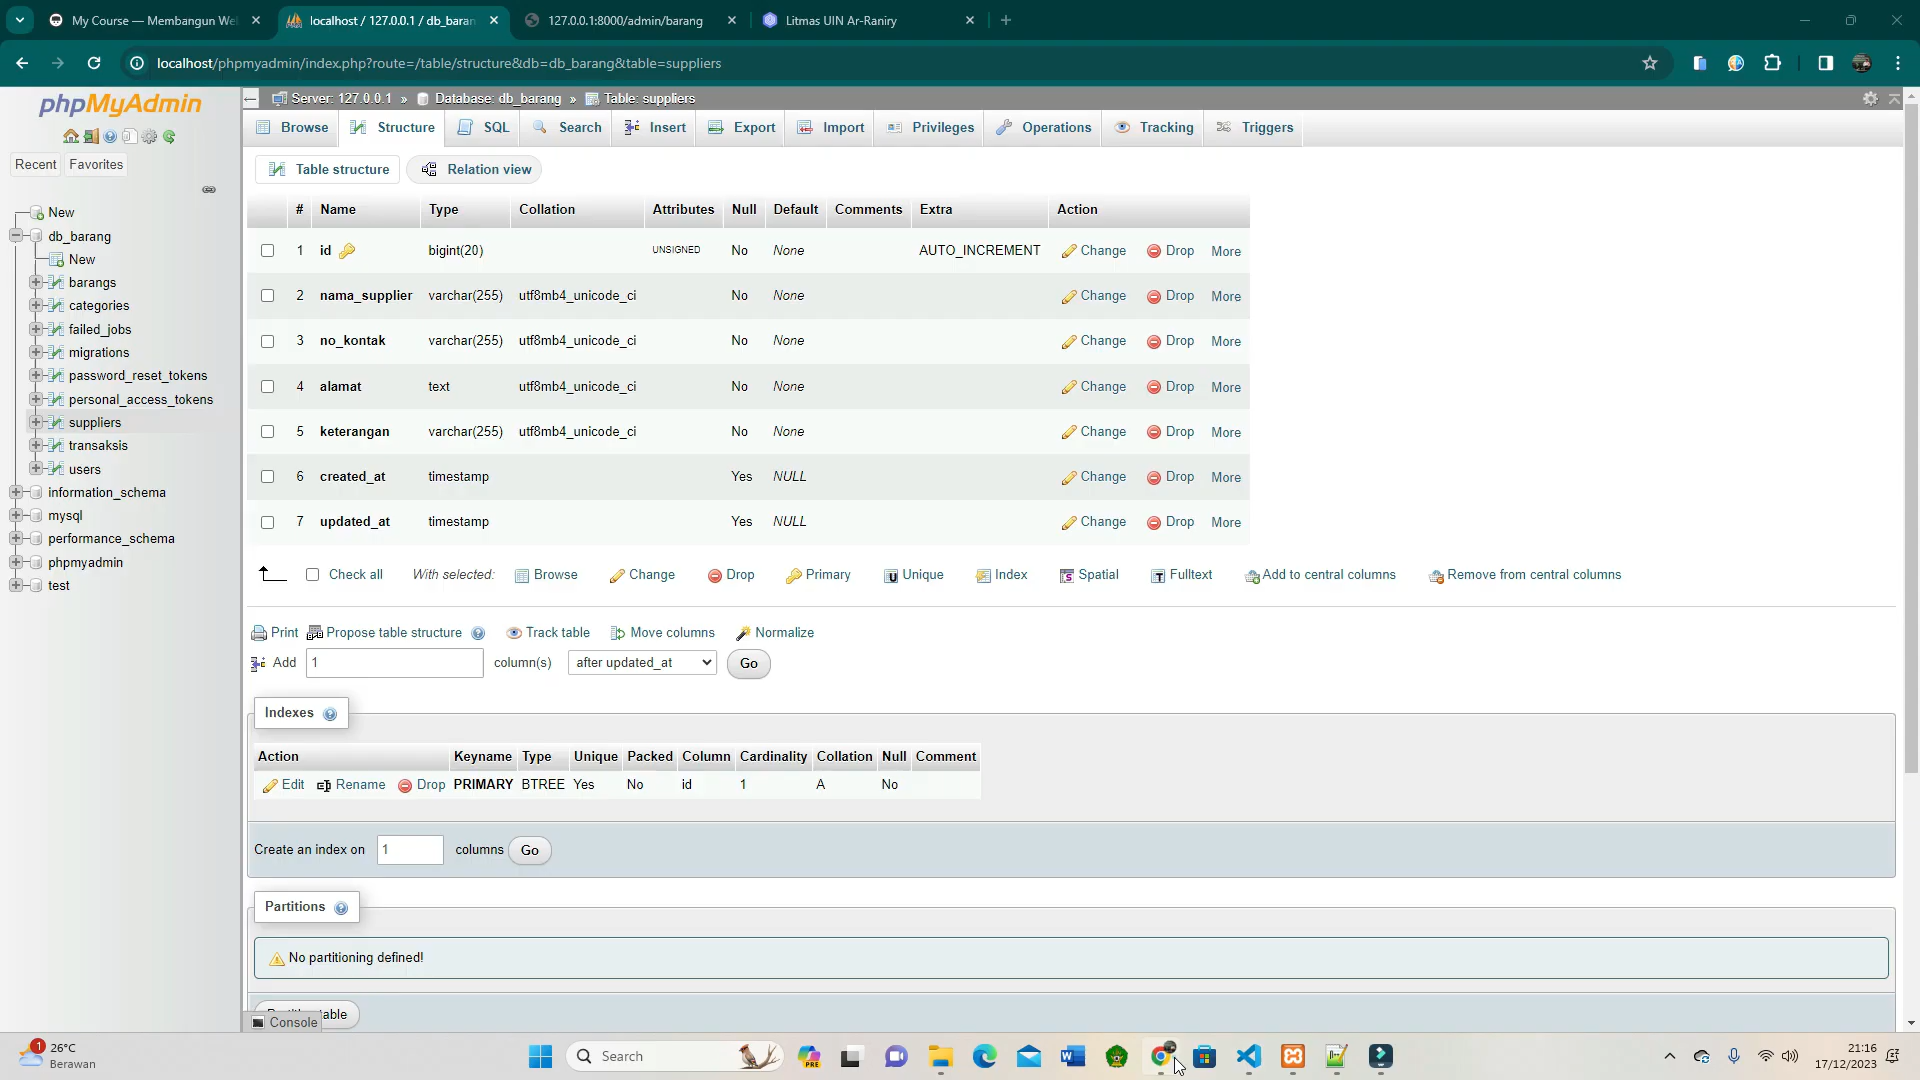 My Course — Membangun We
localhost / 127.0.0.1 / db_baran
127.0.0.1:8000/admin/barang
Litmas UIN Ar-Raniry
localhost/phpmyadmin/index.php?route=/table/structure&db=db_barang&table=suppliers
phpMyAdmin
Recent Favorites
New
db_barang
New
barangs
categories
failed_jobs
migrations
password_reset_tokens
personal_access_tokens
suppliers
transaksis
users
information_schema
mysql
performance_schema
phpmyadmin
test
Server: 127.0.0.1 » Database: db_barang » Table: suppliers
Browse Structure SQL Search Insert Export Import Privileges Operations Tracking Triggers
Table structure Relation view
# Name Type Collation Attributes Null Default Comments Extra Action
1 id bigint(20) UNSIGNED No None AUTO_INCREMENT Change Drop More
2 nama_supplier varchar(255) utf8mb4_unicode_ci No None Change Drop More
3 no_kontak varchar(255) utf8mb4_unicode_ci No None Change Drop More
4 alamat text utf8mb4_unicode_ci No None Change Drop More
5 keterangan varchar(255) utf8mb4_unicode_ci No None Change Drop More
6 created_at timestamp Yes NULL Change Drop More
7 updated_at timestamp Yes NULL Change Drop More
Check all With selected: Browse Change Drop Primary Unique Index Spatial Fulltext Add to central columns Remove from central columns
Print Propose table structure Track table Move columns Normalize
Add 1 column(s) after updated_at Go
Indexes
Action Keyname Type Unique Packed Column Cardinality Collation Null Comment
Edit Rename Drop PRIMARY BTREE Yes No id 1 A No
Create an index on 1 columns Go
Partitions
No partitioning defined!
table
Console
1
26°C
Berawan
Search
PRE
21:16
17/12/2023